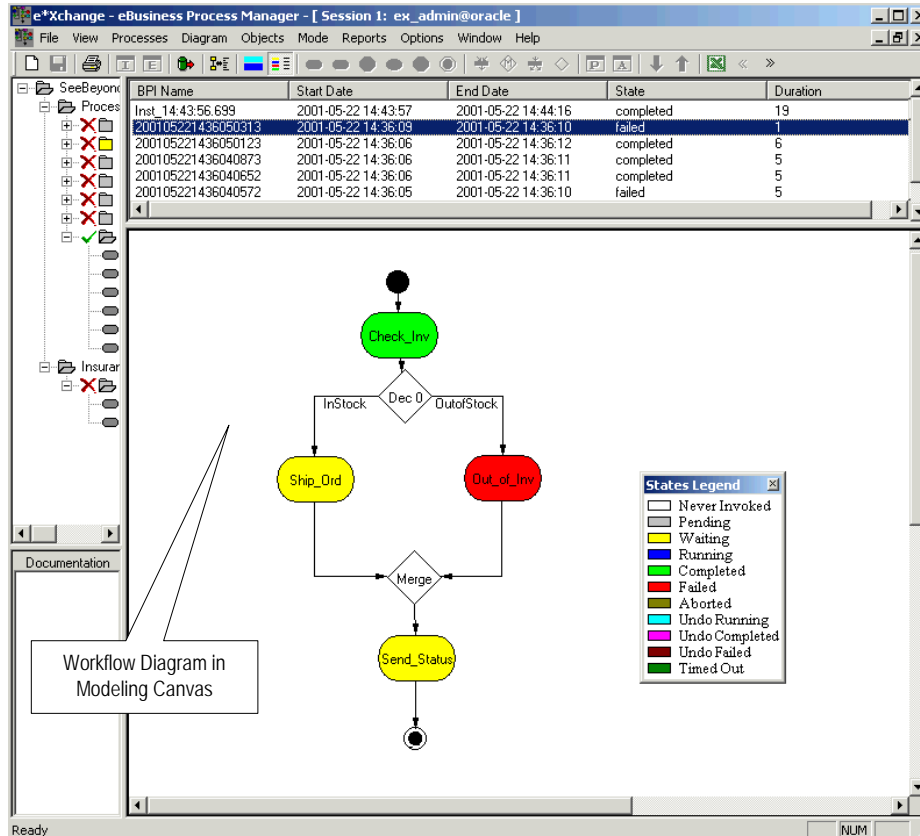 e*Xchange - eBusiness Process Manager - [ Session 1: ex_admin@oracle ]
File View Processes Diagram Objects Mode Reports Options Window Help
I E P A
SeeBeyond
Proces
Insurar
BPI Name Start Date End Date State Duration
Inst_14:43:56.699 2001-05-22 14:43:57 2001-05-22 14:44:16 completed 19
200105221436050313 2001-05-22 14:36:09 2001-05-22 14:36:10 failed 1
200105221436050123 2001-05-22 14:36:06 2001-05-22 14:36:12 completed 6
200105221436040873 2001-05-22 14:36:06 2001-05-22 14:36:11 completed 5
200105221436040652 2001-05-22 14:36:06 2001-05-22 14:36:11 completed 5
200105221436040572 2001-05-22 14:36:05 2001-05-22 14:36:10 failed 5
Check_Inv
Dec 0
InStock
OutofStock
Ship_Ord
Out_of_Inv
Merge
Send_Status
States Legend
Never Invoked
Pending
Waiting
Running
Completed
Failed
Aborted
Undo Running
Undo Completed
Undo Failed
Timed Out
Documentation
Workflow Diagram in
Modeling Canvas
Ready
NUM